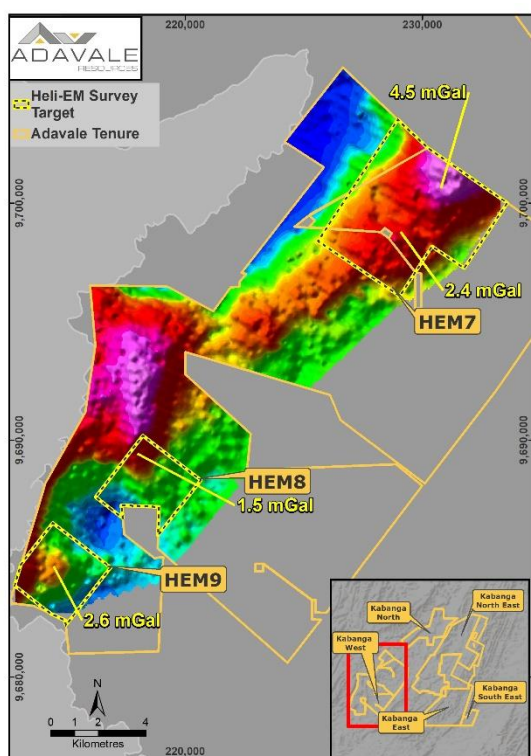 220,000
230,000
ADAVALE
RESOURCES
Heli-EM Survey
Target
Adavale Tenure
4.5 mGal
9,700,000
9,700,000
2.4 mGal
HEM7
9,690,000
9,690,000
HEM8
1.5 mGal
HEM9
2.6 mGal
9,680,000
N
0 1 2 4
Kilometres
220,000
Kabanga
North
Kabanga
North East
Kabanga
West
Kabanga
South East
Kabanga
East